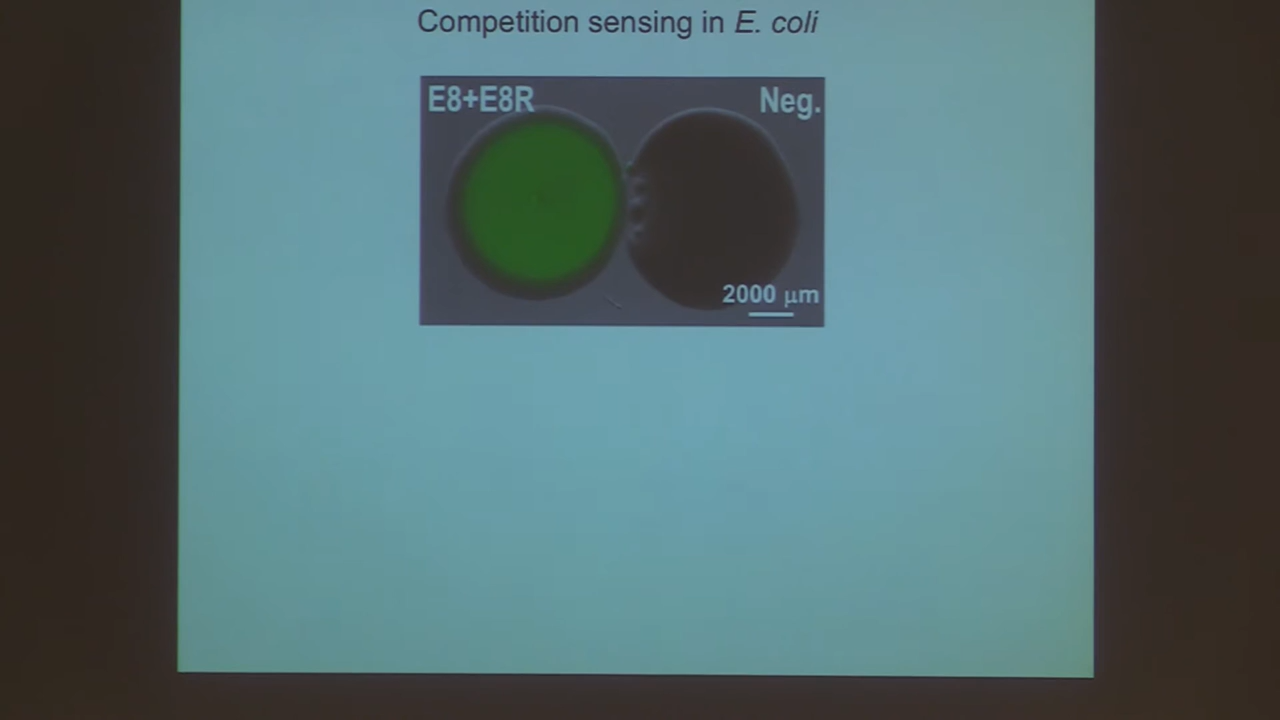 Competition sensing in E. coli
E8+E8R
Neg.
2000 μm